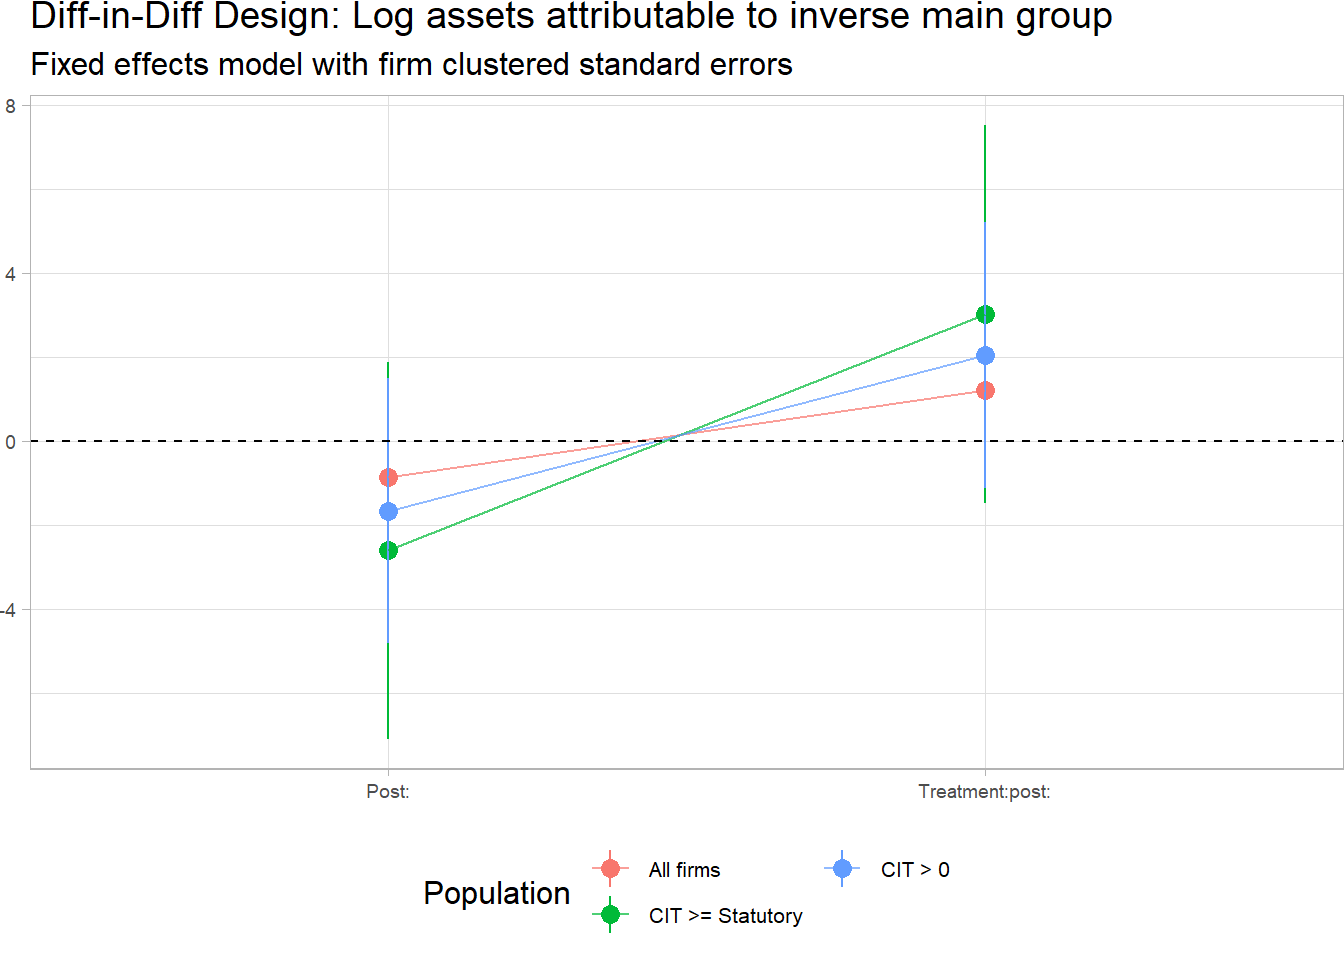 Diff-in-Diff Design: Log assets attributable to inverse main group
Fixed effects model with firm clustered standard errors
8
4
0
-4
Post:
Treatment:post:
Population
All firms
CIT > 0
CIT >= Statutory